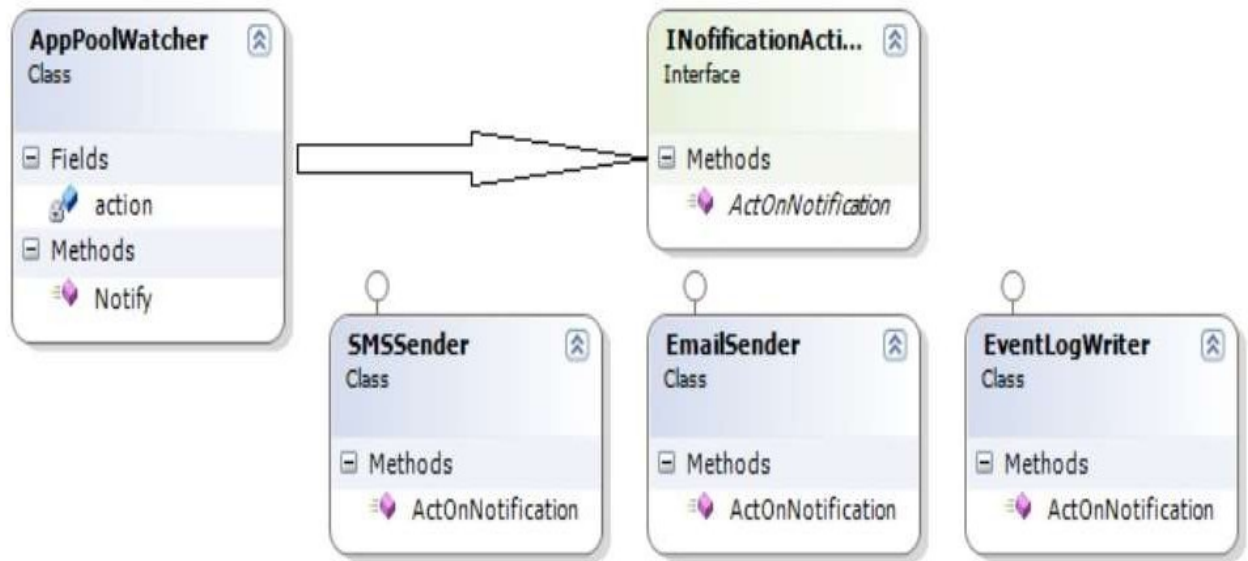 AppPoolWatcher
Class
Fields
action
Methods
Notify
INofificationActi...
Interface
Methods
ActOnNotification
SMSSender
Class
Methods
ActOnNotification
EmailSender
Class
Methods
ActOnNotification
EventLogWriter
Class
Methods
ActOnNotification